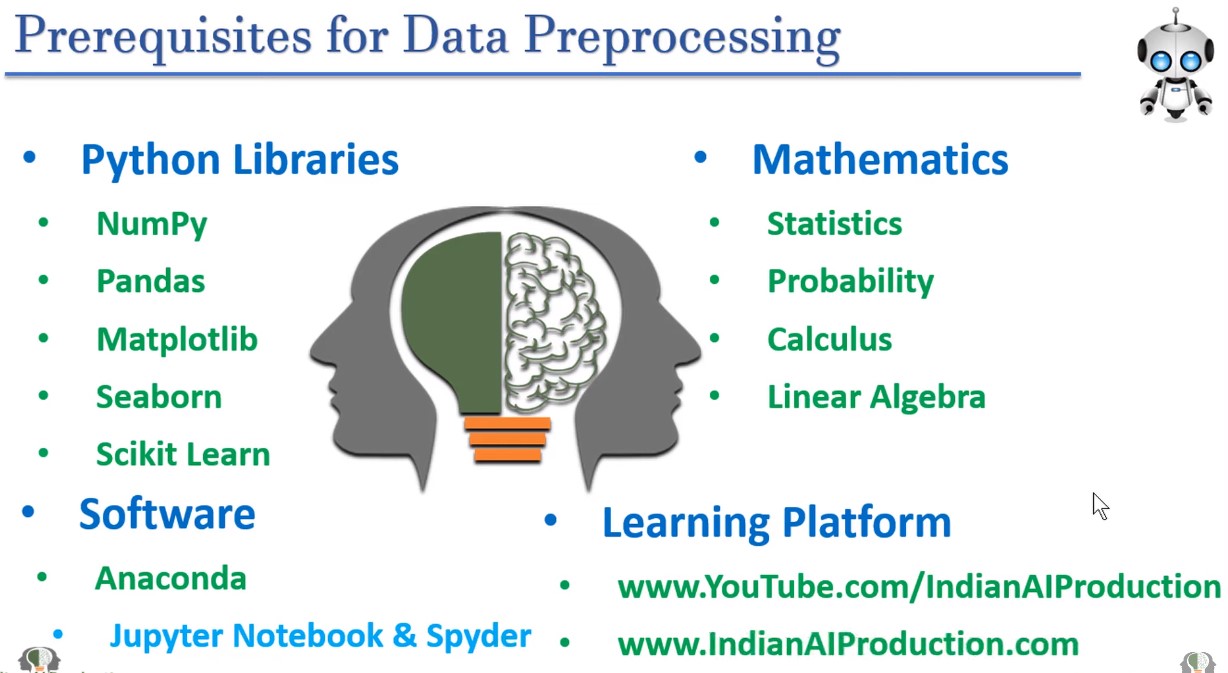 Prerequisites for Data Preprocessing
• Python Libraries
• NumPy
• Pandas
• Matplotlib
• Seaborn
• Scikit Learn
• Mathematics
• Statistics
• Probability
• Calculus
• Linear Algebra
• Software
• Anaconda
• Jupyter Notebook & Spyder
• Learning Platform
• www.YouTube.com/IndianAIProduction
• www.IndianAIProduction.com